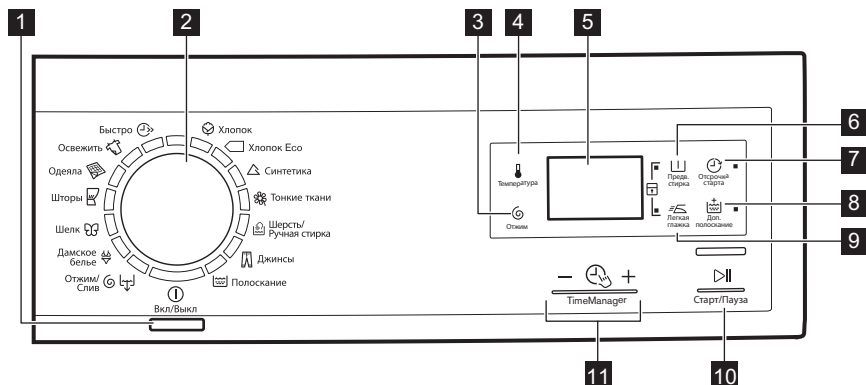 1
2
3
4
5
6
7
8
9
10
11
Быстро
Освежить
Одеяла
Шторы
Шелк
Дамское
белье
Отжим/
Слив
Вкл/Выкл
Хлопок
Хлопок Eco
Синтетика
Тонкие ткани
Шерсть/
Ручная стирка
Джинсы
Полоскание
Температура
Отжим
Предв.
стирка
Отсрочка
старта
Легкая
глажка
Доп.
полоскание
TimeManager
Старт/Пауза